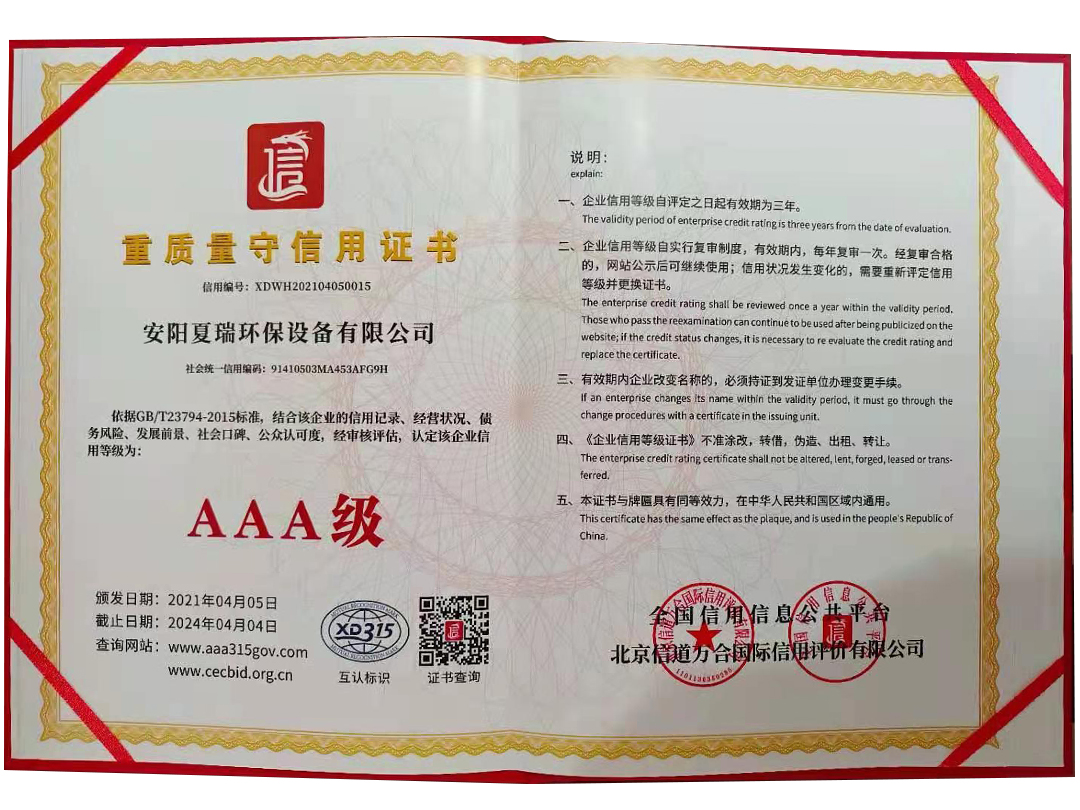 信
重质量守信用证书
信用编号：XDWH202104050015
安阳夏瑞环保设备有限公司
社会统一信用编码：91410503MA453AFG9H
依据GB/T23794-2015标准，结合该企业的信用记录、经营状况、债
务风险、发展前景、社会口碑、公众认可度，经审核评估，认定该企业信
用等级为：
AAA级
颁发日期：2021年04月05日
截止日期：2024年04月04日
查询网站：www.aaa315gov.com
www.cecbid.org.cn
XD315
互认标识
证书查询
说明：
explain:
一、企业信用等级自评定之日起有效期为三年。
The validity period of enterprise credit rating is three years from the date of evaluation.
二、企业信用等级自实行复审制度，有效期内，每年复审一次。经复审合格
的，网站公示后可继续使用；信用状况发生变化的，需要重新评定信用
等级并更换证书。
The enterprise credit rating shall be reviewed once a year within the validity period.
Those who pass the reexamination can continue to be used after being publicized on the
website; if the credit status changes, it is necessary to re evaluate the credit rating and
replace the certificate.
三、有效期内企业改变名称的，必须持证到发证单位办理变更手续。
If an enterprise changes its name within the validity period, it must go through the
change procedures with a certificate in the issuing unit.
四、《企业信用等级证书》不准涂改，转借，伪造、出租、转让。
The enterprise credit rating certificate shall not be altered, lent, forged, leased or trans-
ferred.
五、本证书与牌匾具有同等效力，在中华人民共和国区域内通用。
This certificate has the same effect as the plaque, and is used in the people's Republic of
China.
全国信用信息公共平台
北京信道万合国际信用评价有限公司